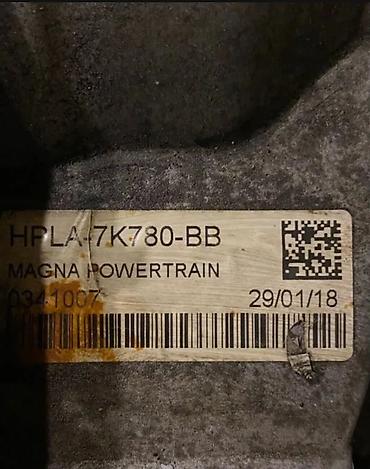 HPLA-7K780-BB
MAGNA POWERTRAIN
0341007
29/01/18